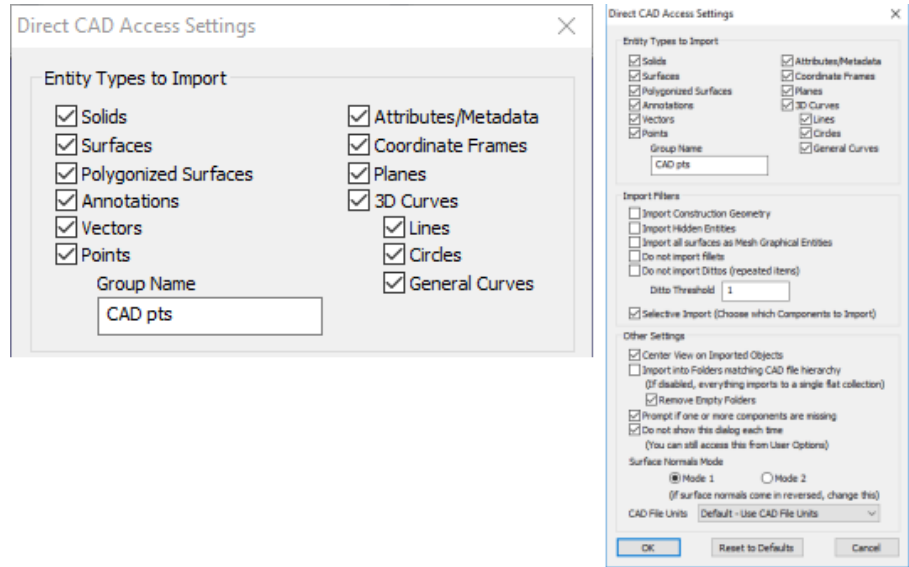 Direct CAD Access Settings
Entity Types to Import
Solids
Attributes/Metadata
Surfaces
Coordinate Frames
Polygonized Surfaces
Planes
Annotations
3D Curves
Vectors
Lines
Points
Circles
Group Name
General Curves
CAD pts
Direct CAD Access Settings
Entity Types to Import
Solids
Attributes/Metadata
Surfaces
Coordinate Frames
Polygonized Surfaces
Planes
Annotations
3D Curves
Vectors
Lines
Points
Circles
Group Name
General Curves
CAD pts
Import Filters
Import Construction Geometry
Import Hidden Entities
Import all surfaces as Mesh Graphical Entities
Do not import fillets
Do not import Dittos (repeated items)
Ditto Threshold 1
Selective Import (Choose which Components to Import)
Other Settings
Center View on Imported Objects
Import into Folders matching CAD file hierarchy
(If disabled, everything imports to a single flat collection)
Remove Empty Folders
Prompt if one or more components are missing
Do not show this dialog each time
(You can still access this from User Options)
Surface Normals Mode
Mode 1 Mode 2
(if surface normals come in reversed, change this)
CAD File Units Default - Use CAD File Units
OK Reset to Defaults Cancel